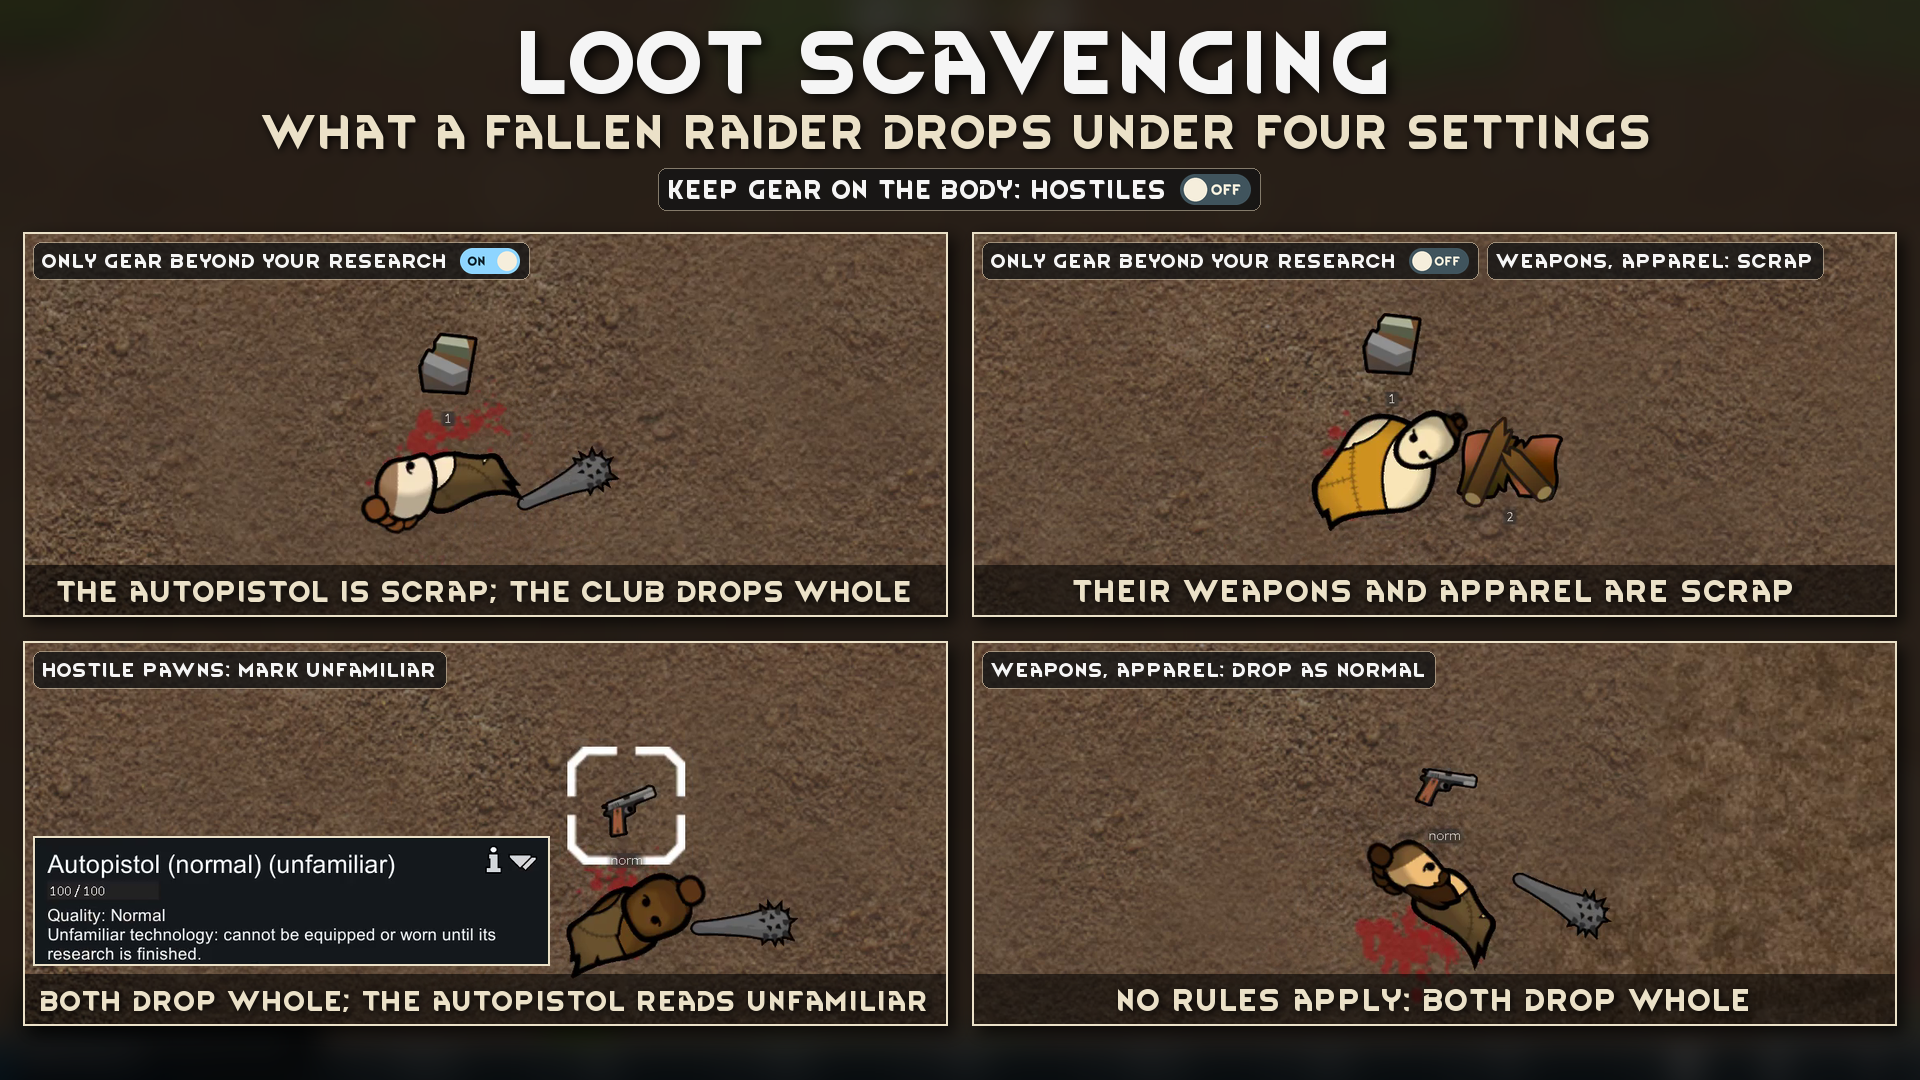 LOOT SCAVENGING
WHAT A FALLEN RAIDER DROPS UNDER FOUR SETTINGS
KEEP GEAR ON THE BODY: HOSTILES OFF
ONLY GEAR BEYOND YOUR RESEARCH ON
1
THE AUTOPISTOL IS SCRAP; THE CLUB DROPS WHOLE
ONLY GEAR BEYOND YOUR RESEARCH OFF
WEAPONS, APPAREL: SCRAP
1
2
THEIR WEAPONS AND APPAREL ARE SCRAP
HOSTILE PAWNS: MARK UNFAMILIAR
norm
Autopistol (normal) (unfamiliar)
100 / 100
Quality: Normal
Unfamiliar technology: cannot be equipped or worn until its
research is finished.
BOTH DROP WHOLE; THE AUTOPISTOL READS UNFAMILIAR
WEAPONS, APPAREL: DROP AS NORMAL
norm
NO RULES APPLY: BOTH DROP WHOLE